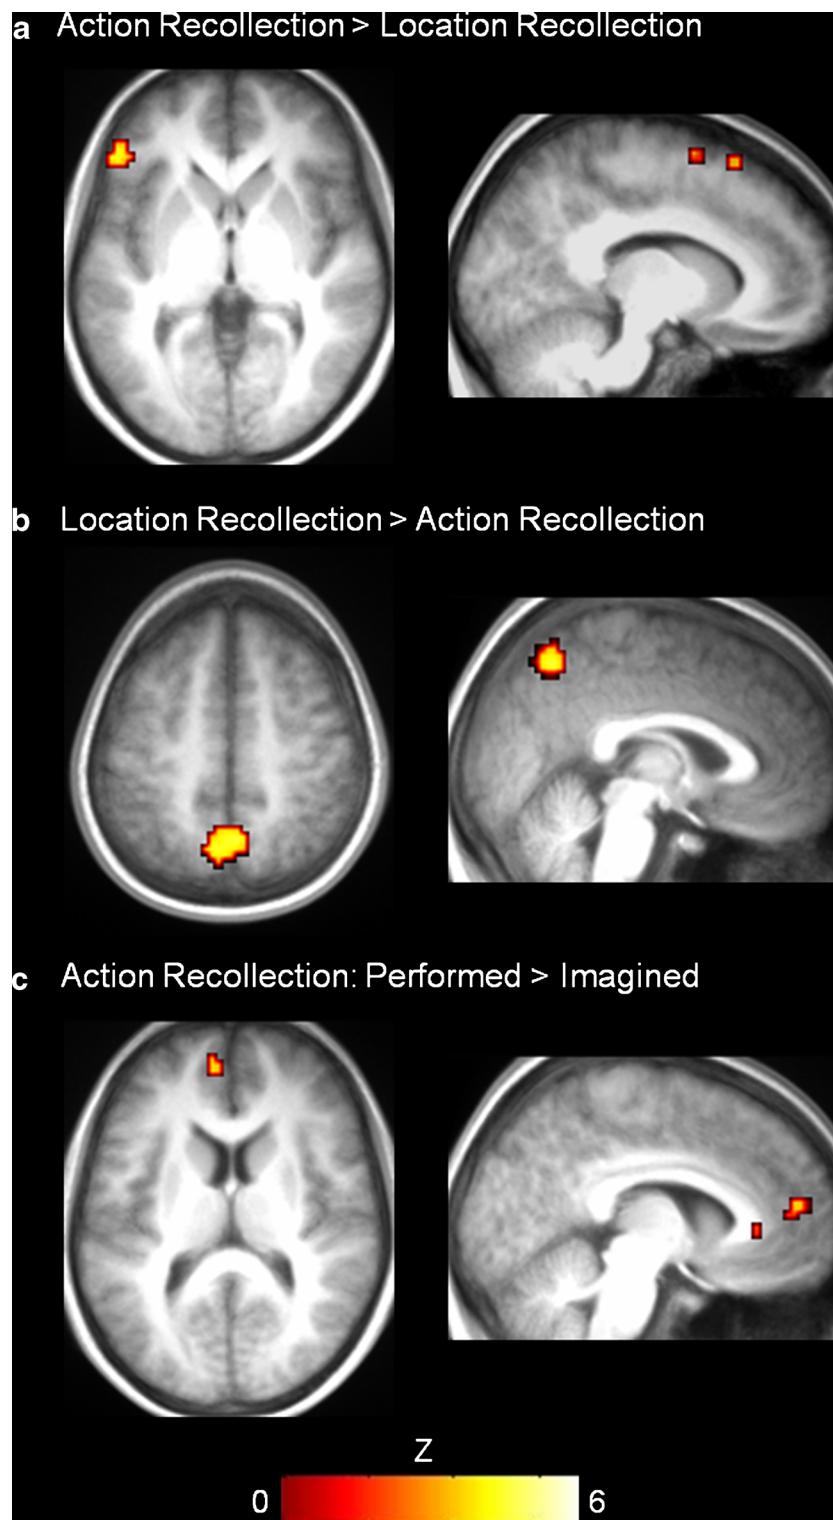 a Action Recollection > Location Recollection
b Location Recollection > Action Recollection
c Action Recollection: Performed > Imagined
Z
0 6